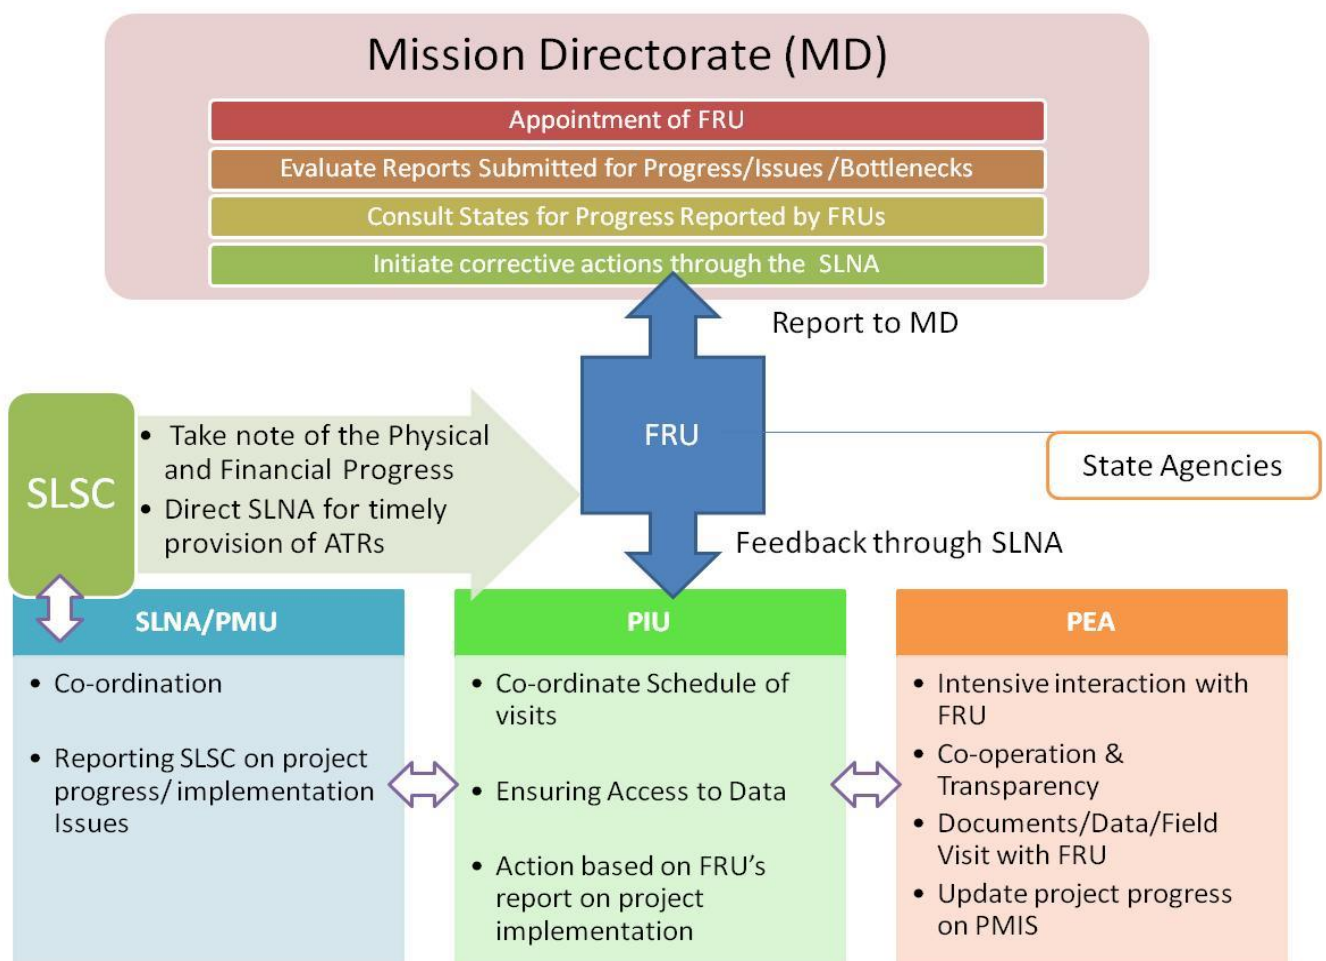 Mission Directorate (MD)
Appointment of FRU
Evaluate Reports Submitted for Progress/Issues /Bottlenecks
Consult States for Progress Reported by FRUs
Initiate corrective actions through the SLNA
Report to MD
FRU
State Agencies
SLSC
• Take note of the Physical
and Financial Progress
• Direct SLNA for timely
provision of ATRs
Feedback through SLNA
SLNA/PMU
• Co-ordination
• Reporting SLSC on project
progress/ implementation
Issues
PIU
• Co-ordinate Schedule of
visits
• Ensuring Access to Data
• Action based on FRU’s
report on project
implementation
PEA
• Intensive interaction with
FRU
• Co-operation &
Transparency
• Documents/Data/Field
Visit with FRU
• Update project progress
on PMIS